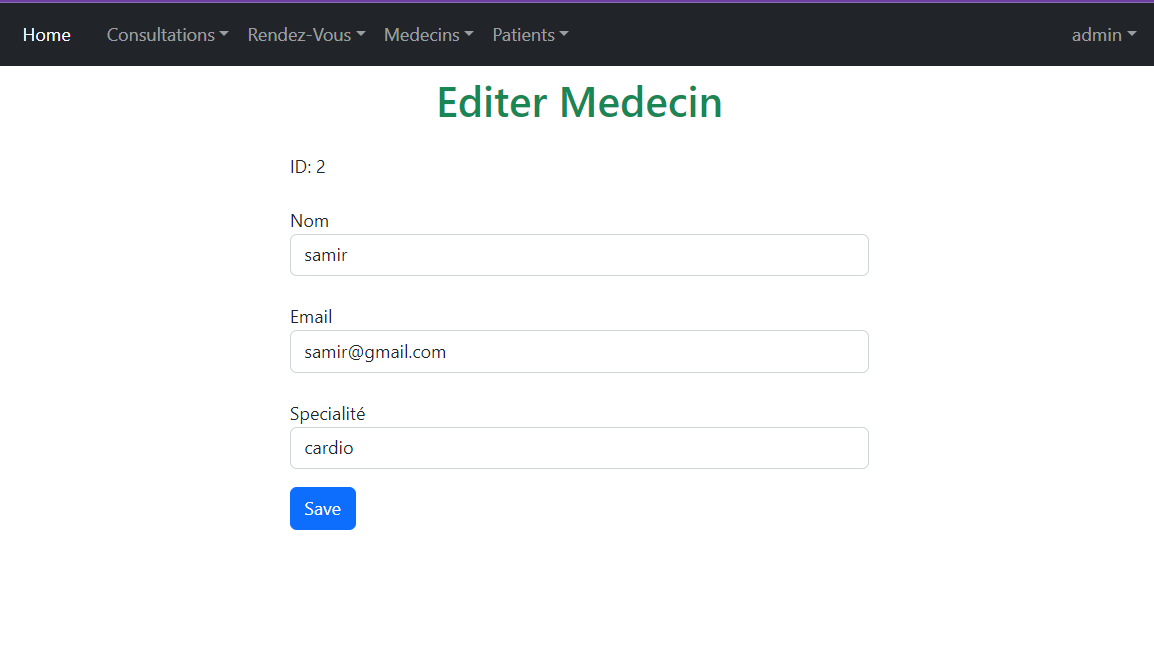 Home Consultations Rendez-Vous Medecins Patients admin
Editer Medecin
ID: 2
Nom
samir
Email
samir@gmail.com
Specialité
cardio
Save